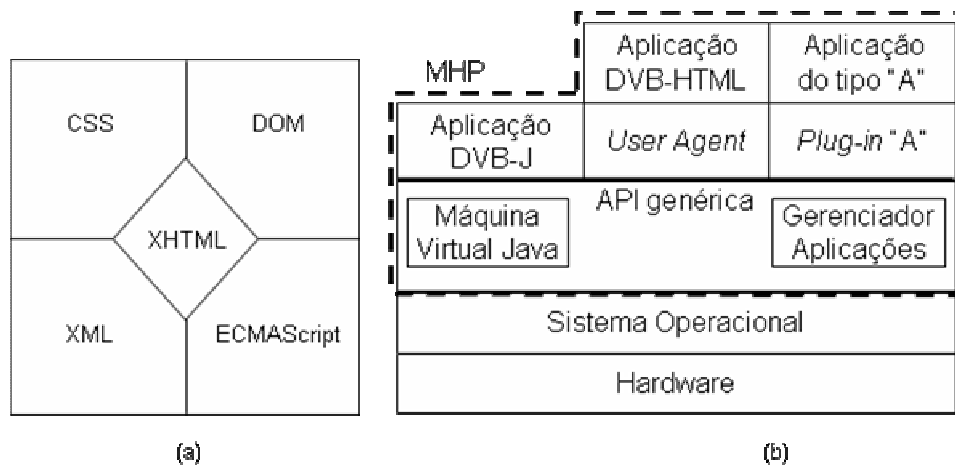 CSS
DOM
XHTML
XML
ECMAScript
(a)
MHP
Aplicação
DVB-HTML
Aplicação
do tipo "A"
Aplicação
DVB-J
User Agent
Plug-in "A"
API genérica
Máquina
Virtual Java
Gerenciador
Aplicações
Sistema Operacional
Hardware
(b)